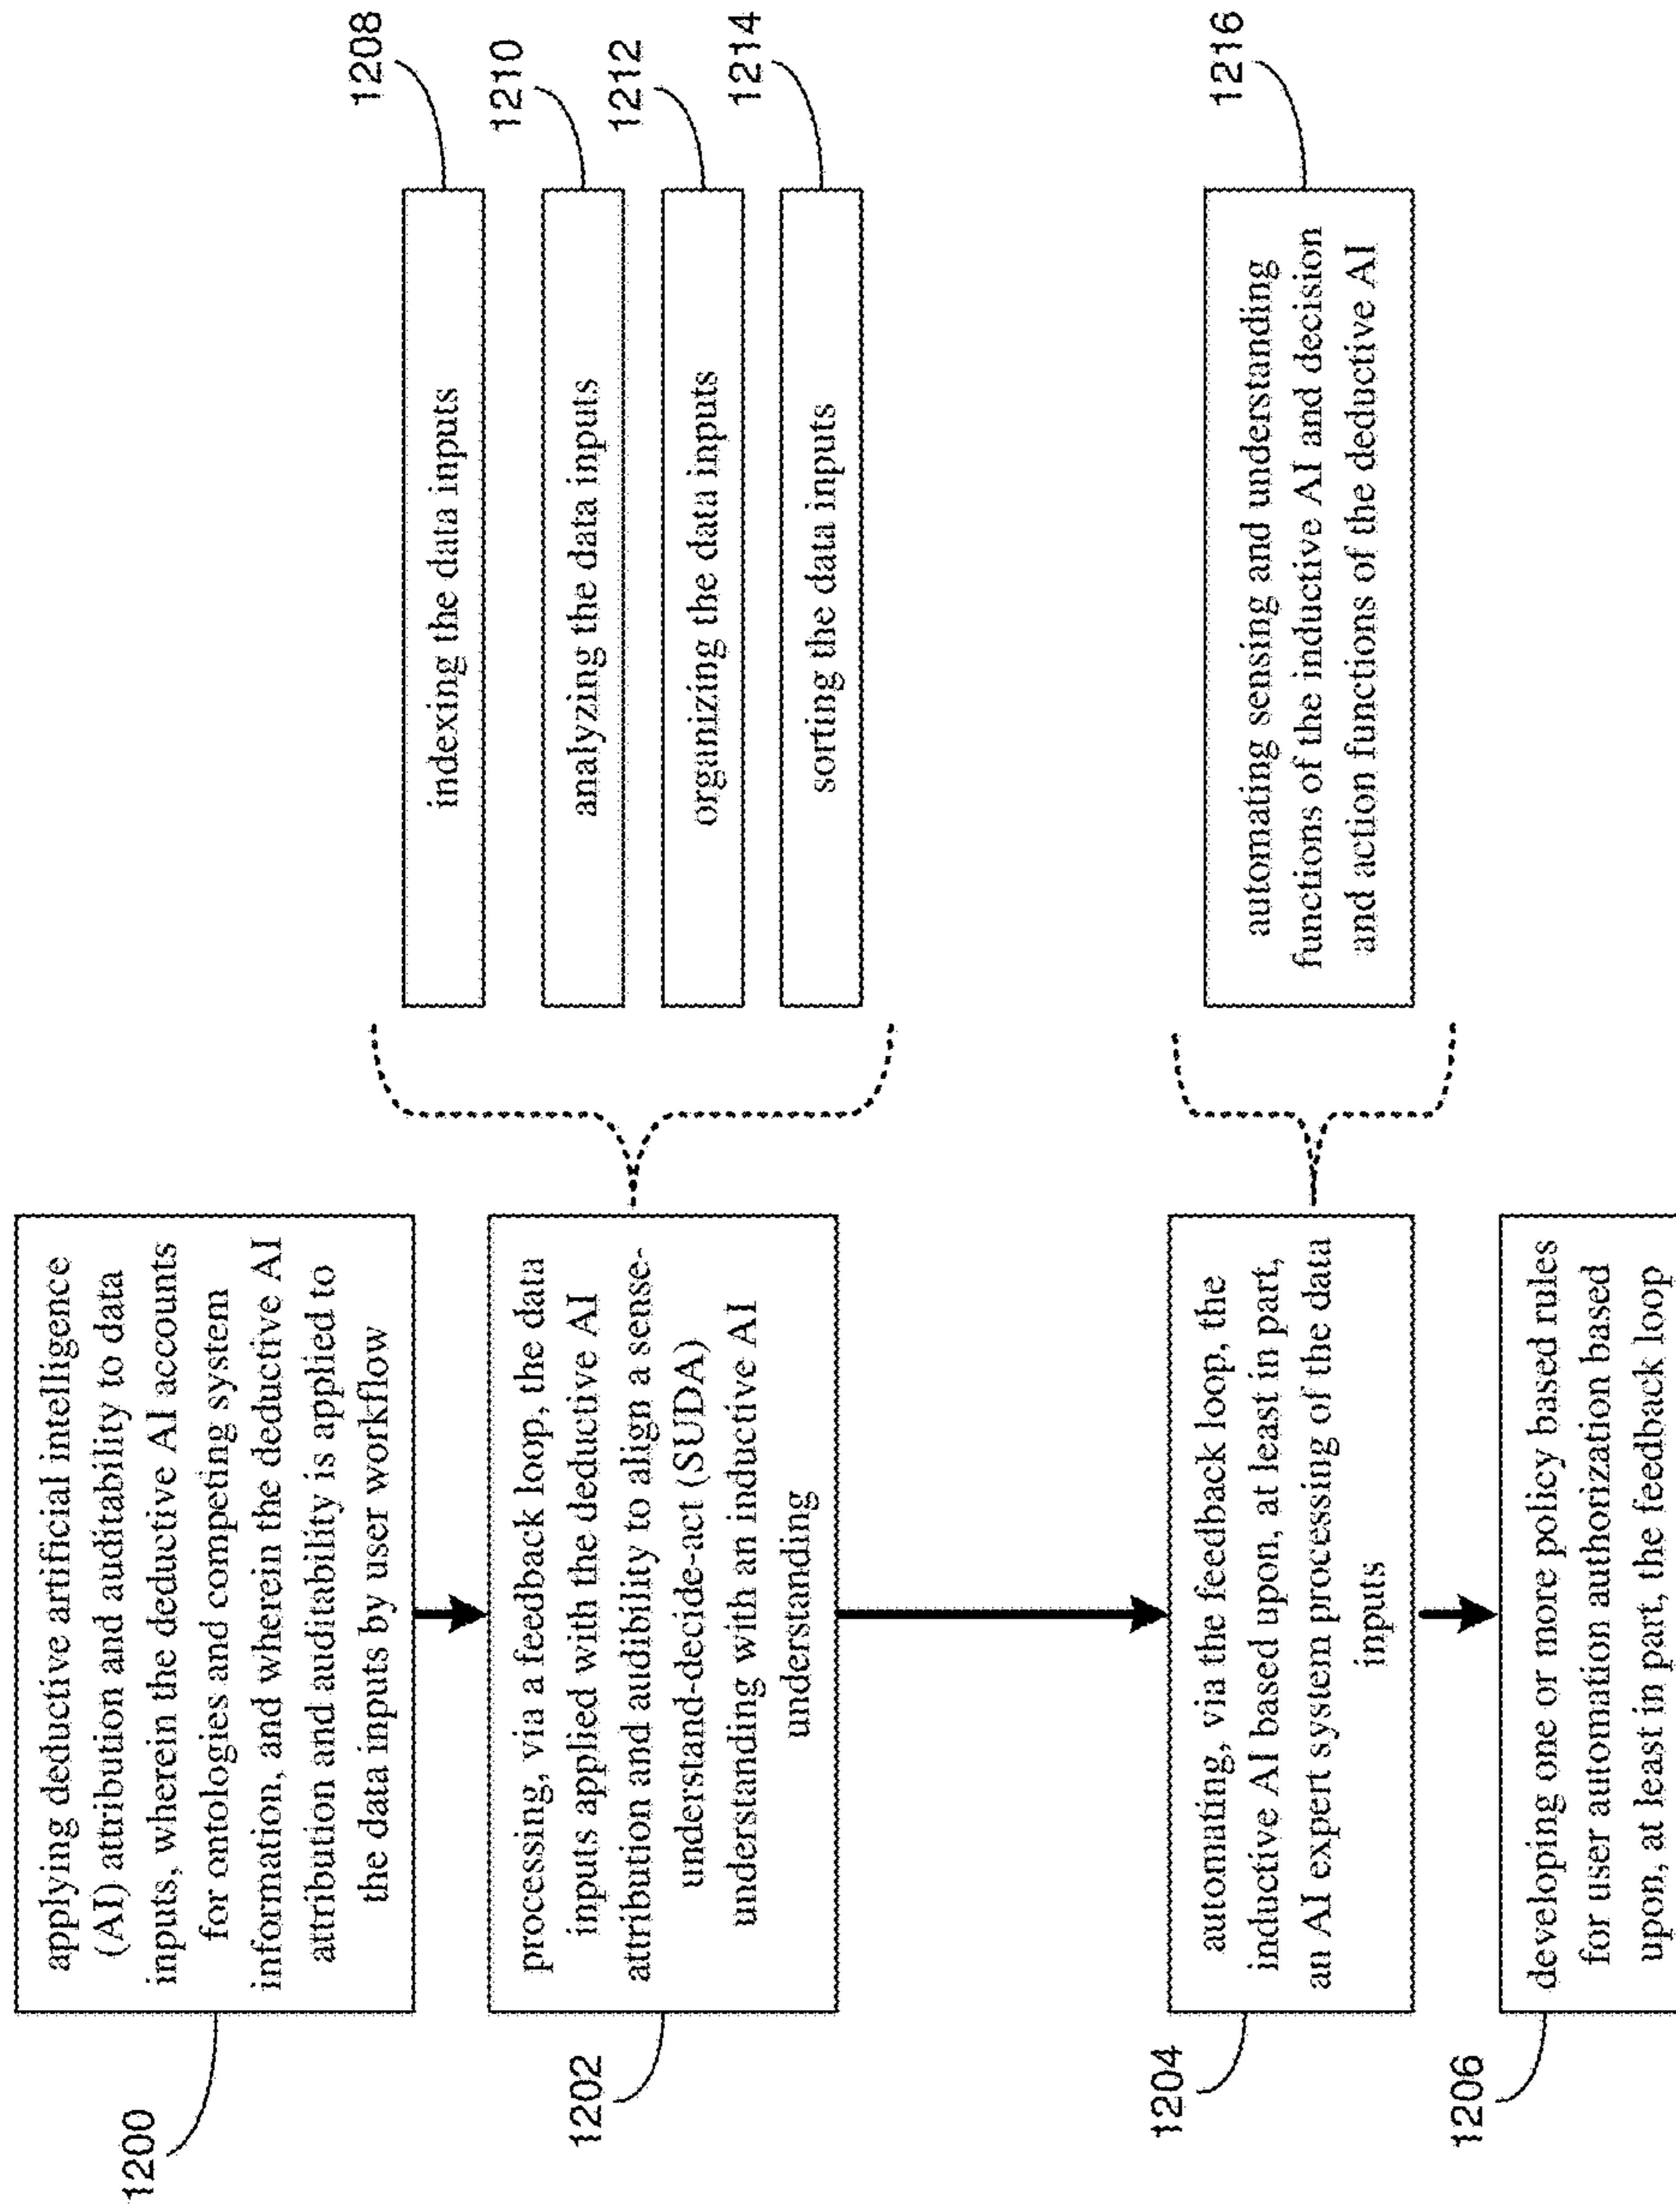 1200
applying deductive artificial intelligence
(AI) attribution and auditability to data
inputs, wherein the deductive AI accounts
for ontologies and competing system
information, and wherein the deductive AI
attribution and auditability is applied to
the data inputs by user workflow
1202
processing, via a feedback loop, the data
inputs applied with the deductive AI
attribution and audibility to align a sense-
understand-decide-act (SUDA)
understanding with an inductive AI
understanding
1208
indexing the data inputs
1210
analyzing the data inputs
1212
organizing the data inputs
1214
sorting the data inputs
1204
automating, via the feedback loop, the
inductive AI based upon, at least in part,
an AI expert system processing of the data
inputs
1216
automating sensing and understanding
functions of the inductive AI and decision
and action functions of the deductive AI
1206
developing one or more policy based rules
for user automation authorization based
upon, at least in part, the feedback loop